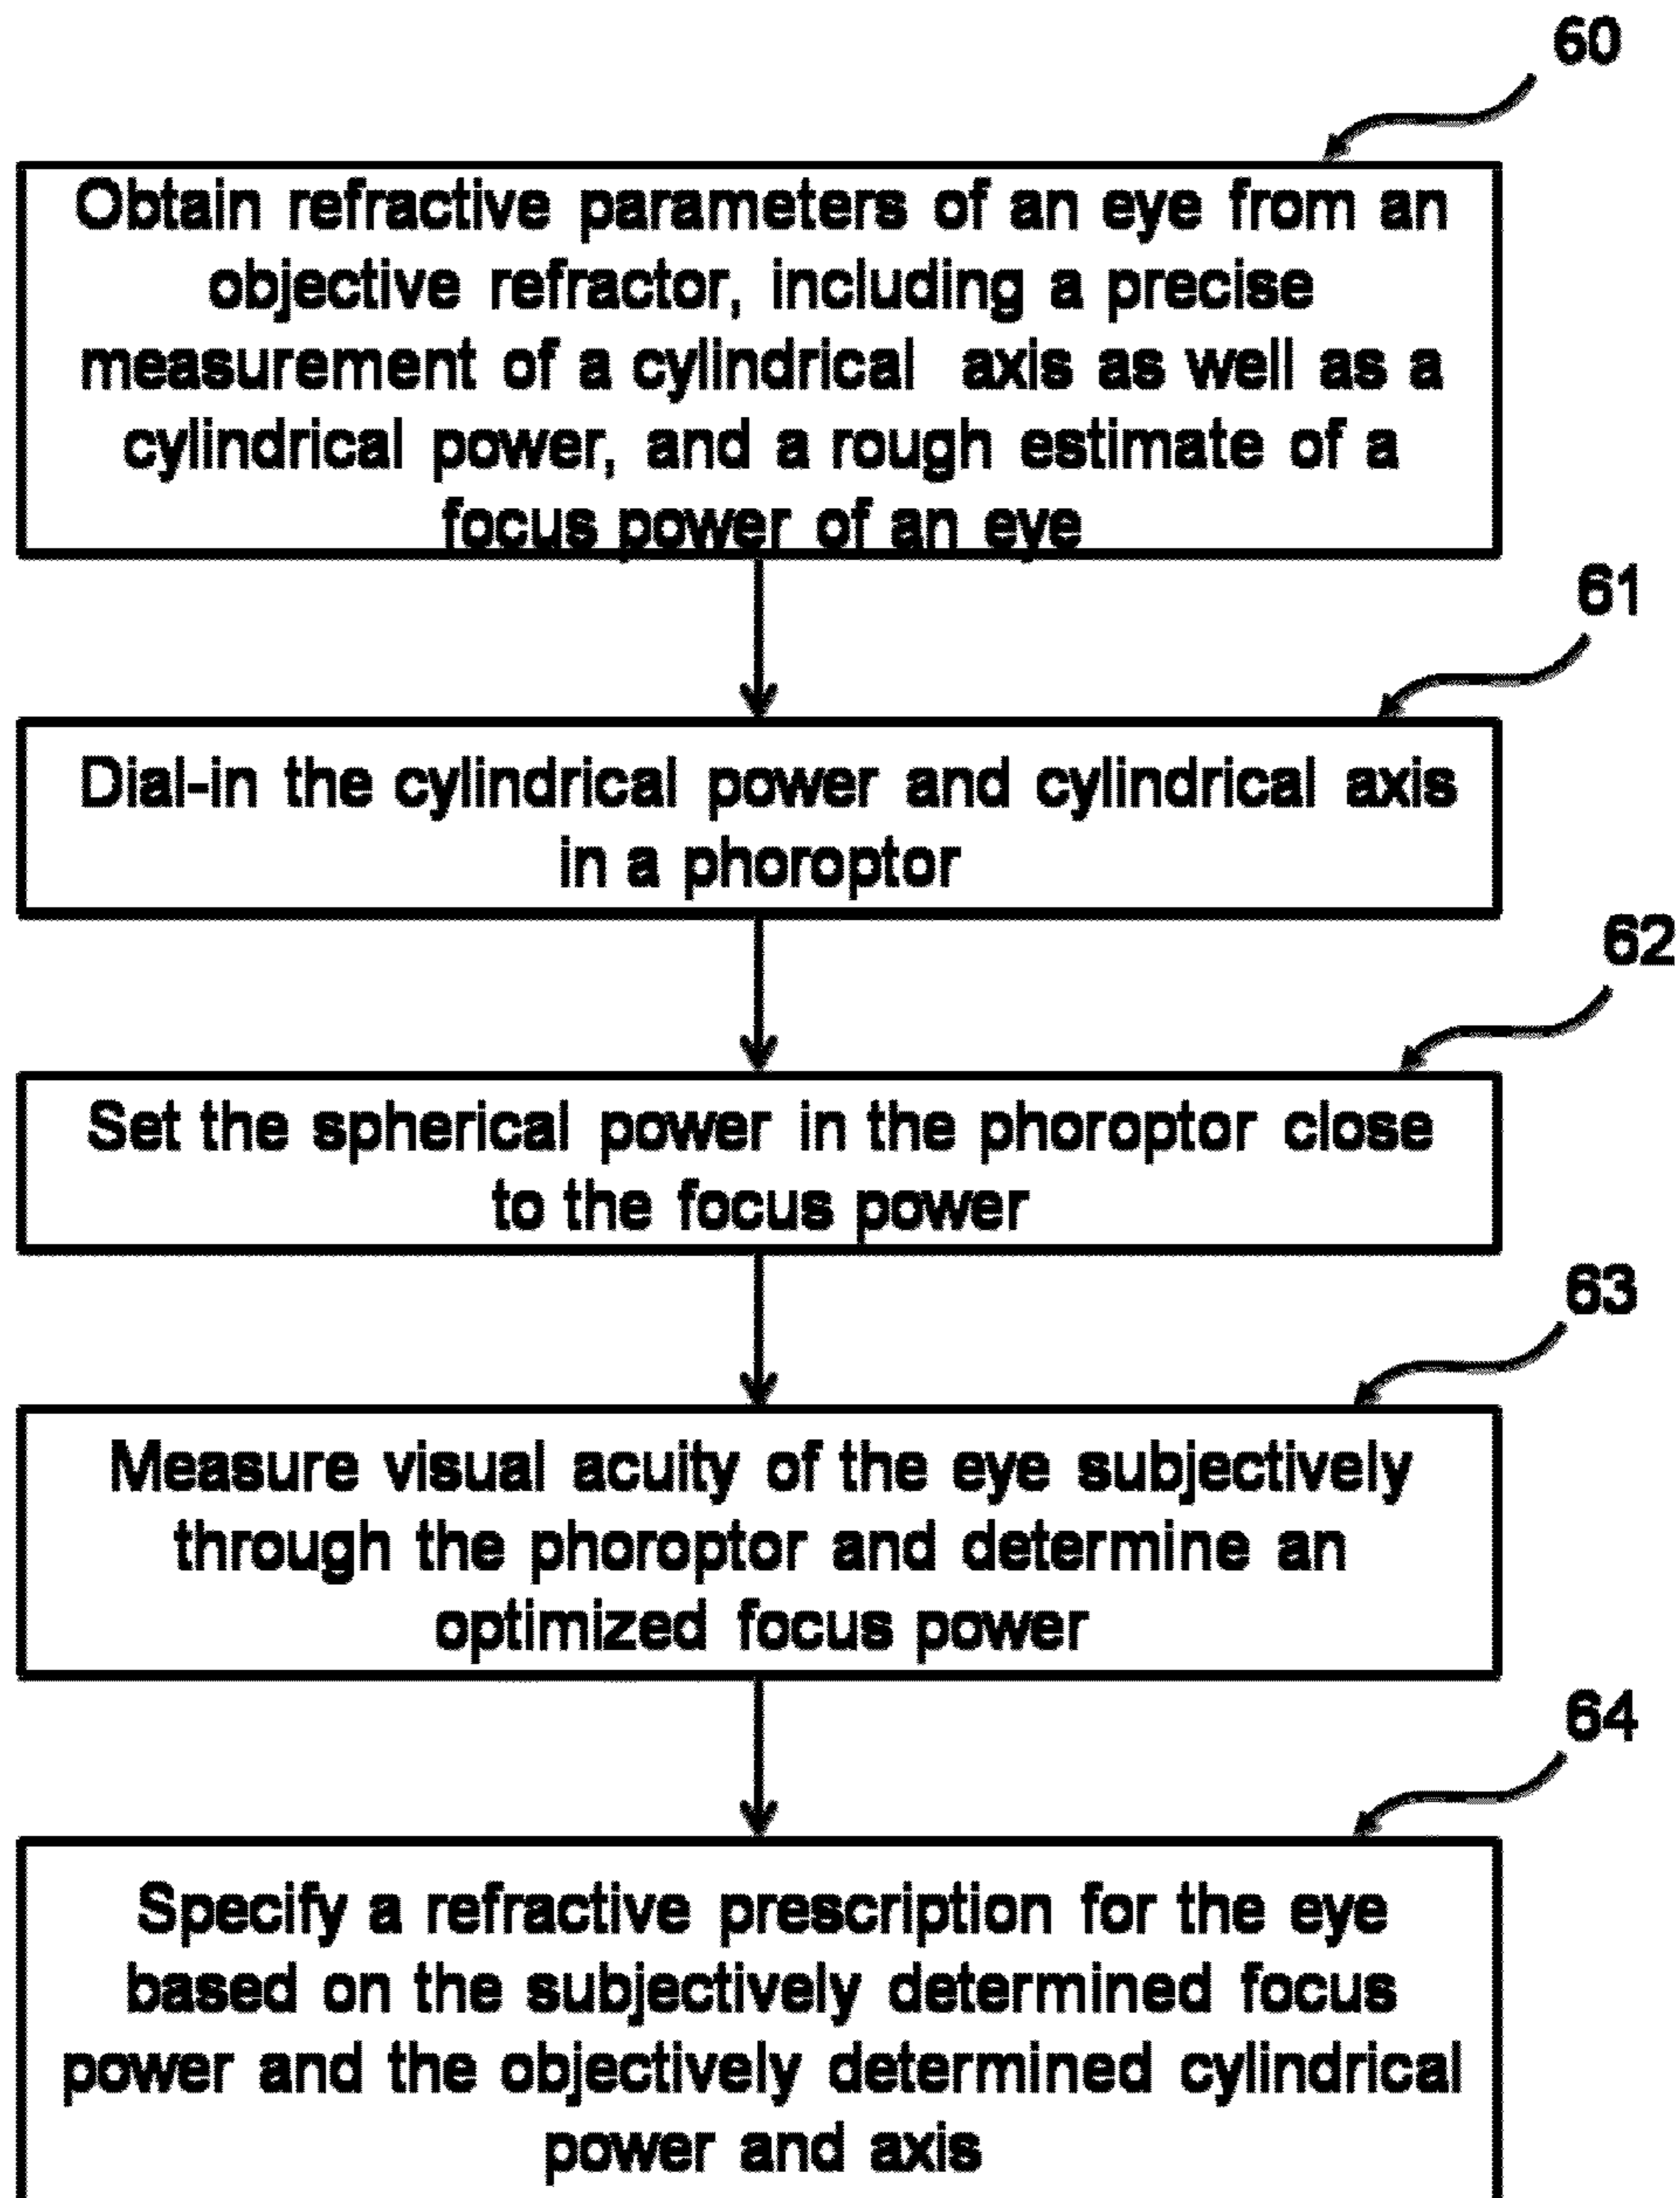 60
Obtain refractive parameters of an eye from an
objective refractor, including a precise
measurement of a cylindrical axis as well as a
cylindrical power, and a rough estimate of a
focus power of an eye
61
Dial-in the cylindrical power and cylindrical axis
in a phoroptor
62
Set the spherical power in the phoroptor close
to the focus power
63
Measure visual acuity of the eye subjectively
through the phoroptor and determine an
optimized focus power
64
Specify a refractive prescription for the eye
based on the subjectively determined focus
power and the objectively determined cylindrical
power and axis